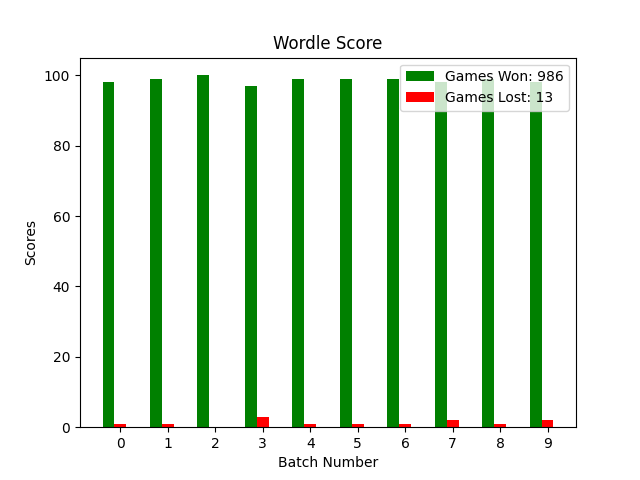 Wordle Score
Games Won: 986
Games Lost: 13
100
80
60
40
20
0
Scores
0 1 2 3 4 5 6 7 8 9
Batch Number